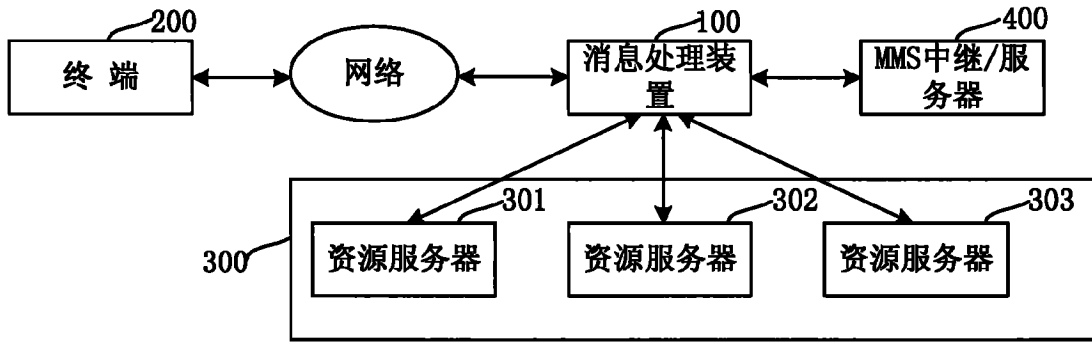 200
100
400
终 端
网络
消息处理装
置
MMS中继/服
务器
301
302
303
300
资源服务器
资源服务器
资源服务器